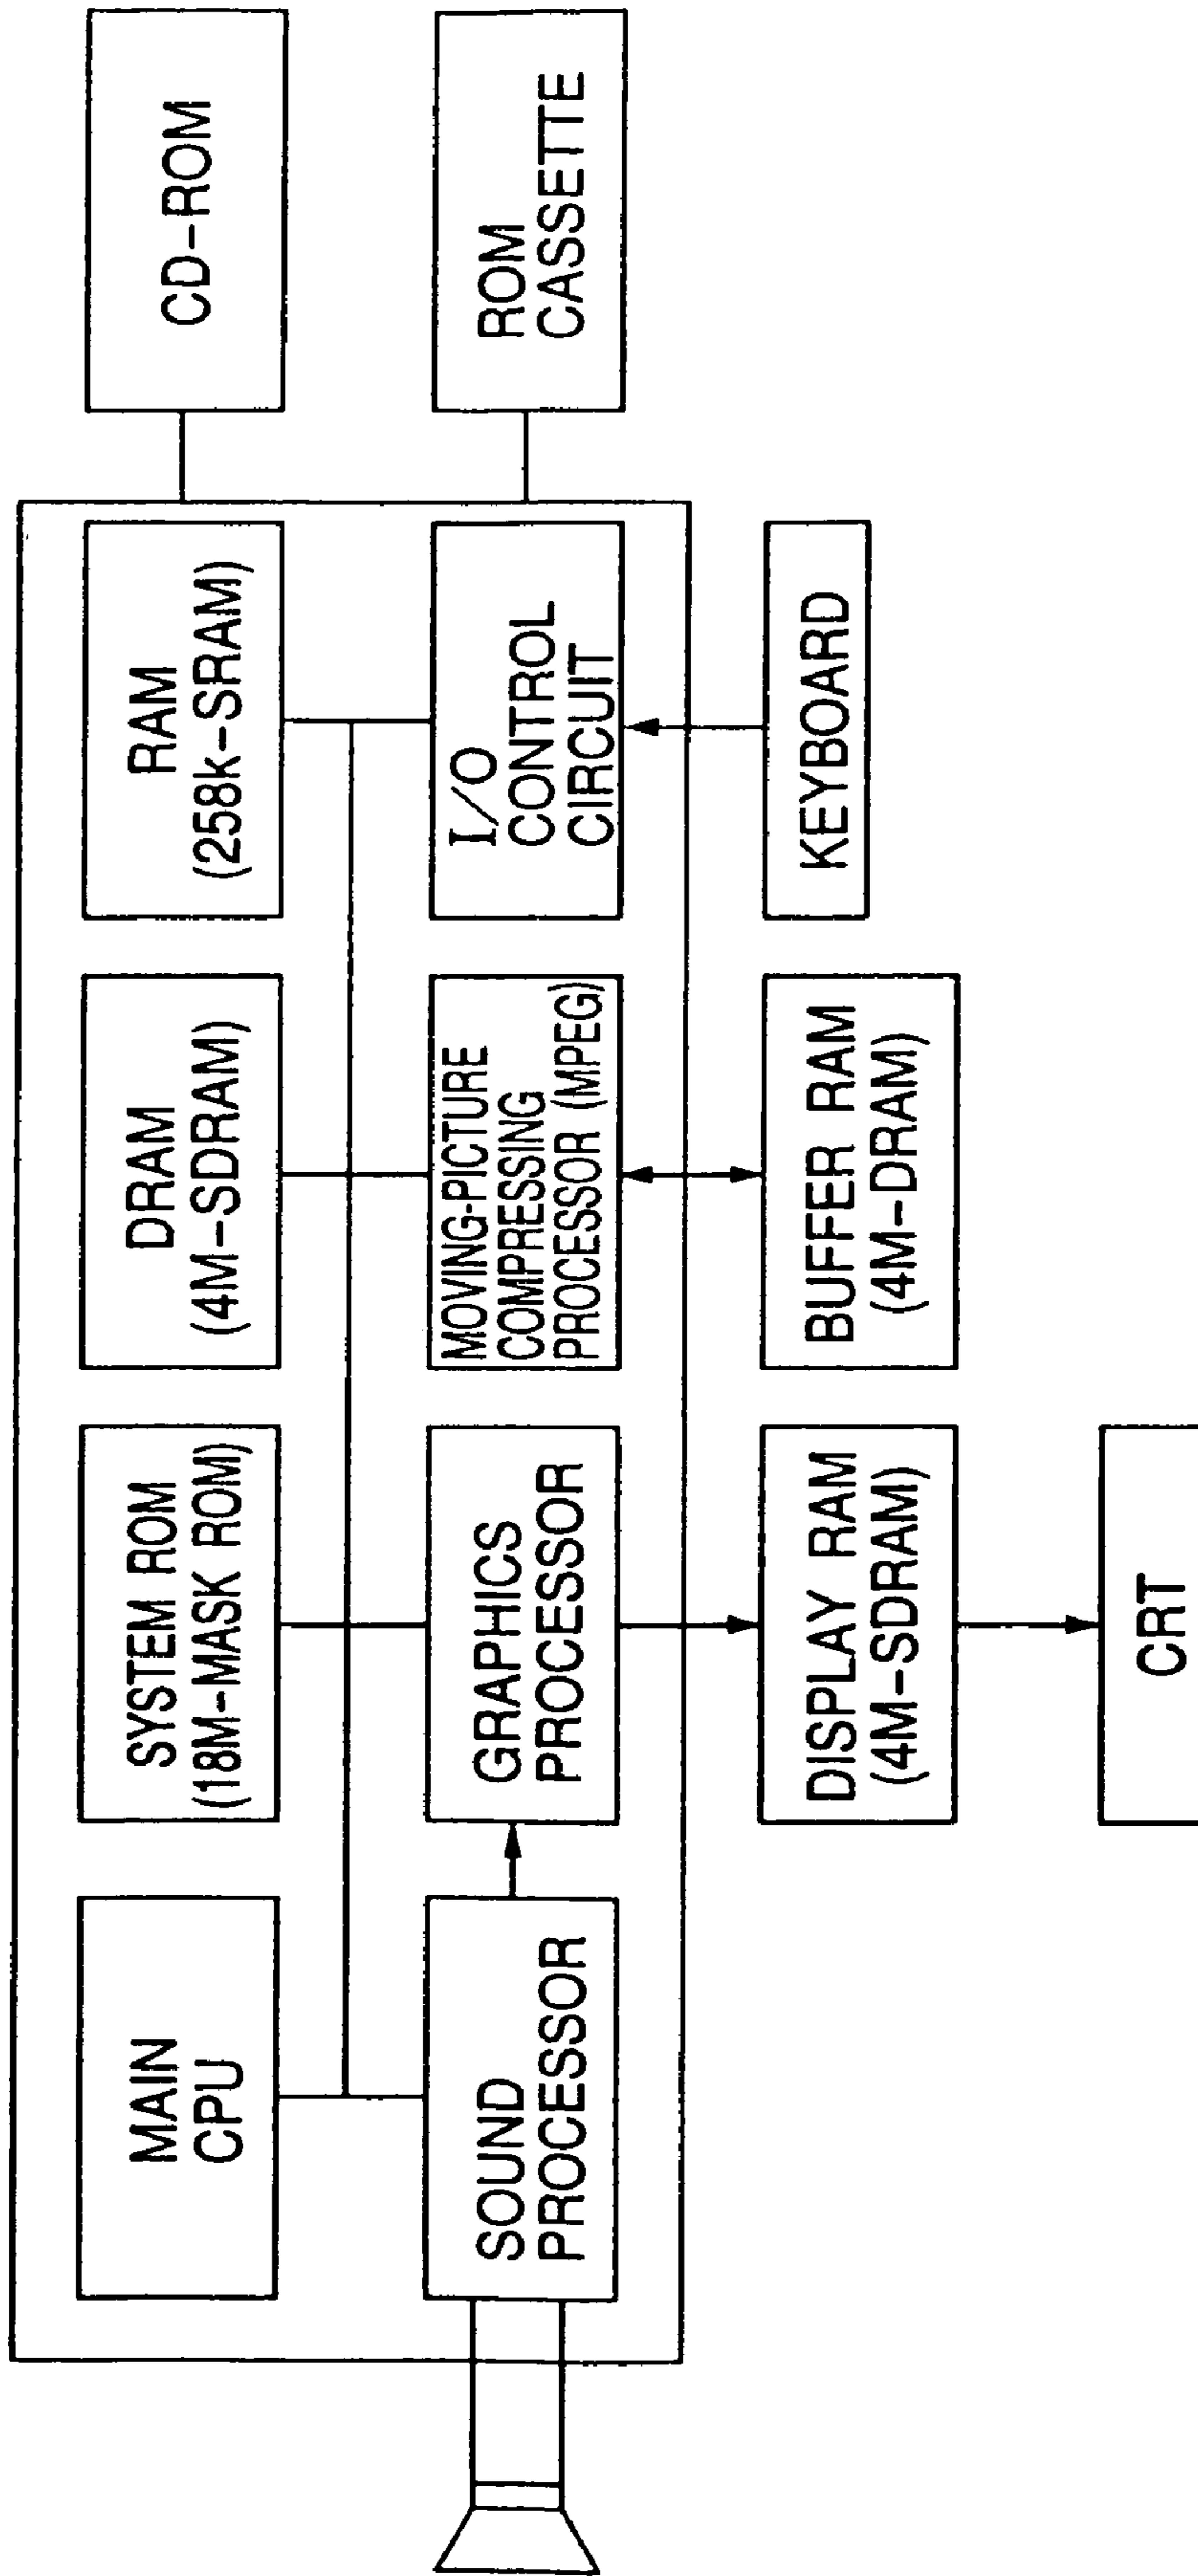 MAIN
CPU
SYSTEM ROM
(18M-MASK ROM)
DRAM
(4M-SDRAM)
RAM
(258k-SRAM)
CD-ROM
SOUND
PROCESSOR
GRAPHICS
PROCESSOR
MOVING-PICTURE
COMPRESSING
PROCESSOR (MPEG)
I/O
CONTROL
CIRCUIT
ROM
CASSETTE
DISPLAY RAM
(4M-SDRAM)
BUFFER RAM
(4M-DRAM)
KEYBOARD
CRT